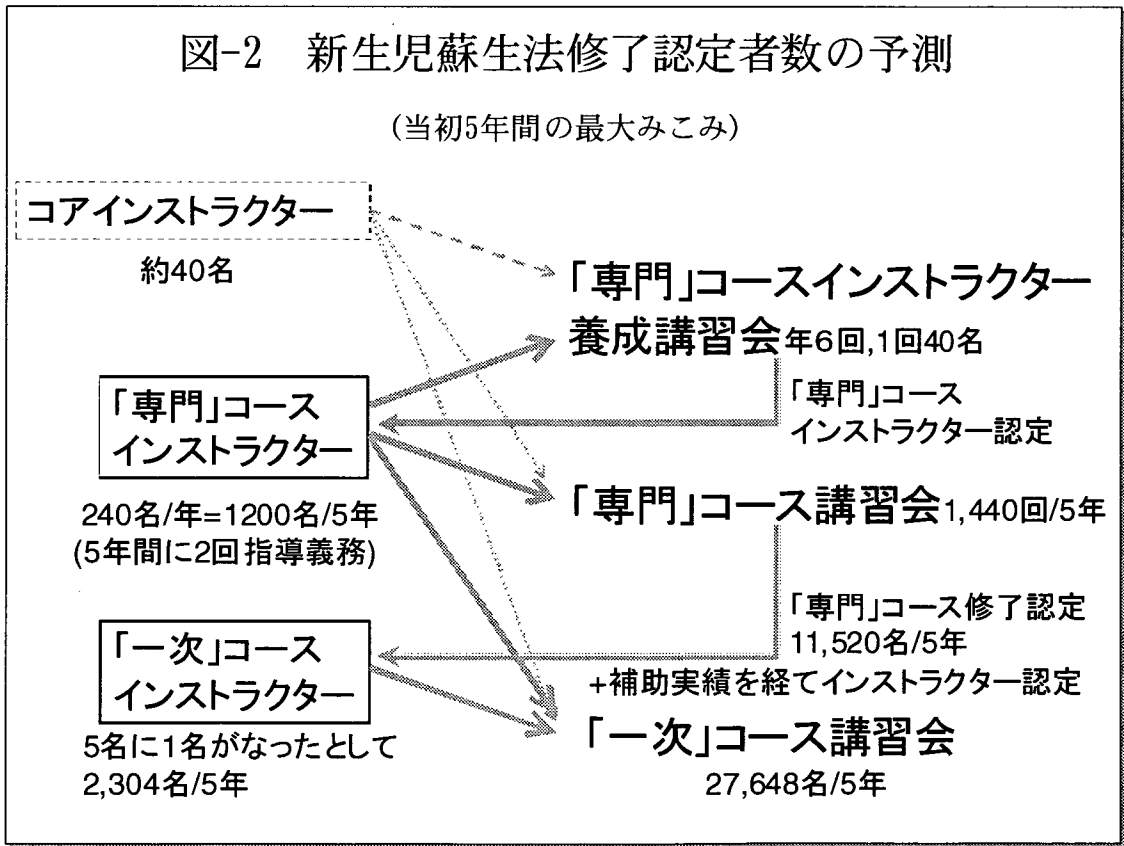 図-2 新生児蘇生法修了認定者数の予測
(当初5年間の最大みこみ)
コアインストラクター
約40名
「専門」コースインストラクター
養成講習会年6回,1回40名
「専門」コース
インストラクター認定
「専門」コース
インストラクター
240名/年=1200名/5年
(5年間に2回指導義務)
「専門」コース講習会1,440回/5年
「専門」コース修了認定
11,520名/5年
+補助実績を経てインストラクター認定
「一次」コース
インストラクター
5名に1名がなったとして
2,304名/5年
「一次」コース講習会
27,648名/5年